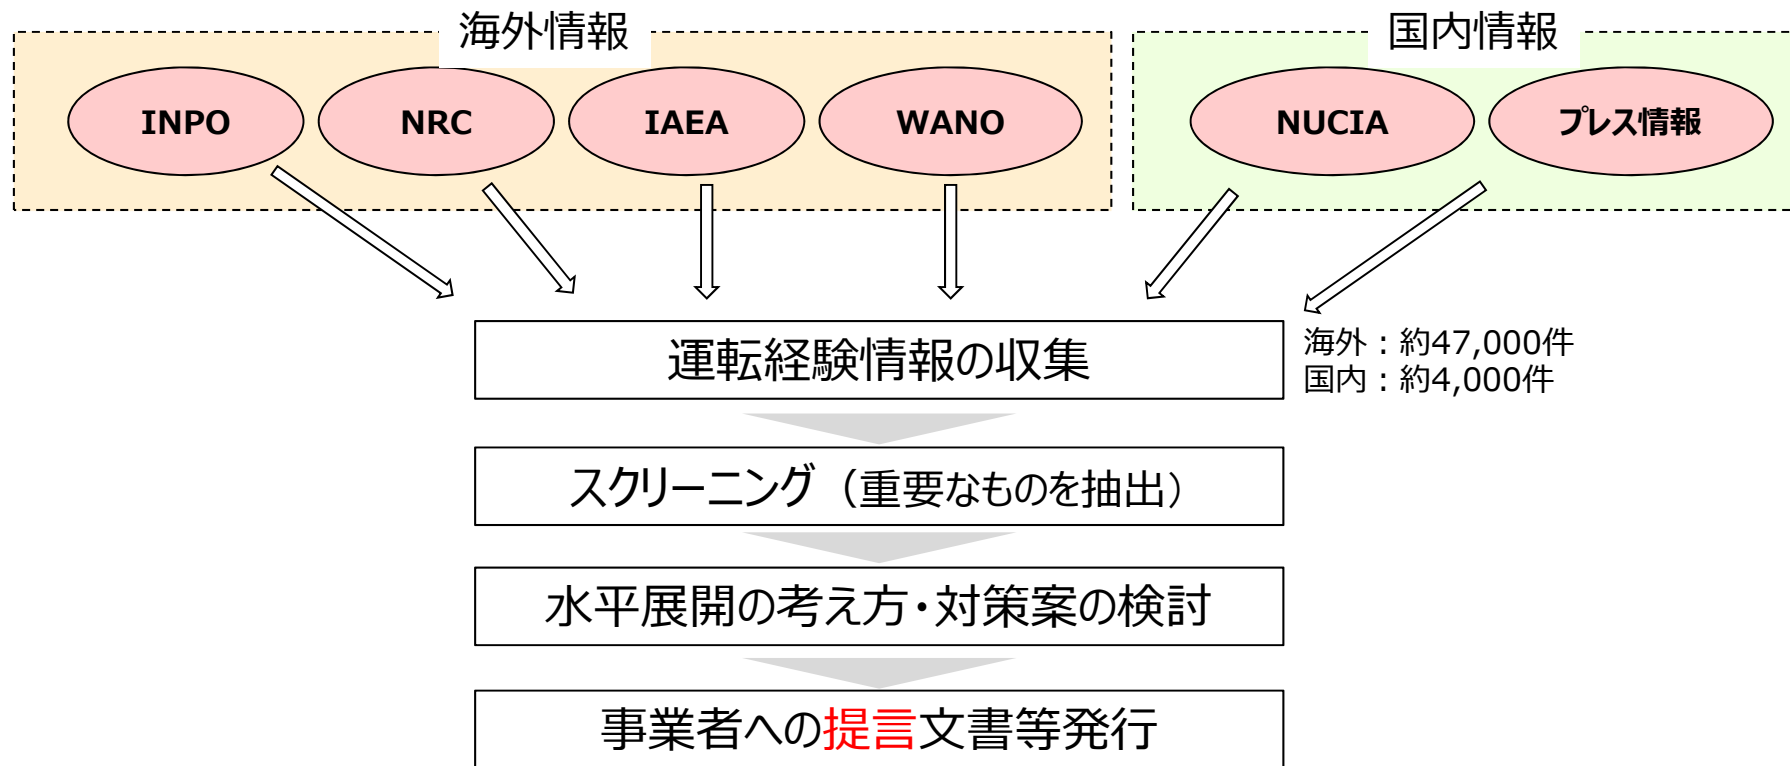 海外情報
国内情報
INPO
NRC
IAEA
WANO
NUCIA
プレス情報
運転経験情報の収集
海外：約47,000件
国内：約4,000件
スクリーニング（重要なものを抽出）
水平展開の考え方・対策案の検討
事業者への提言文書等発行